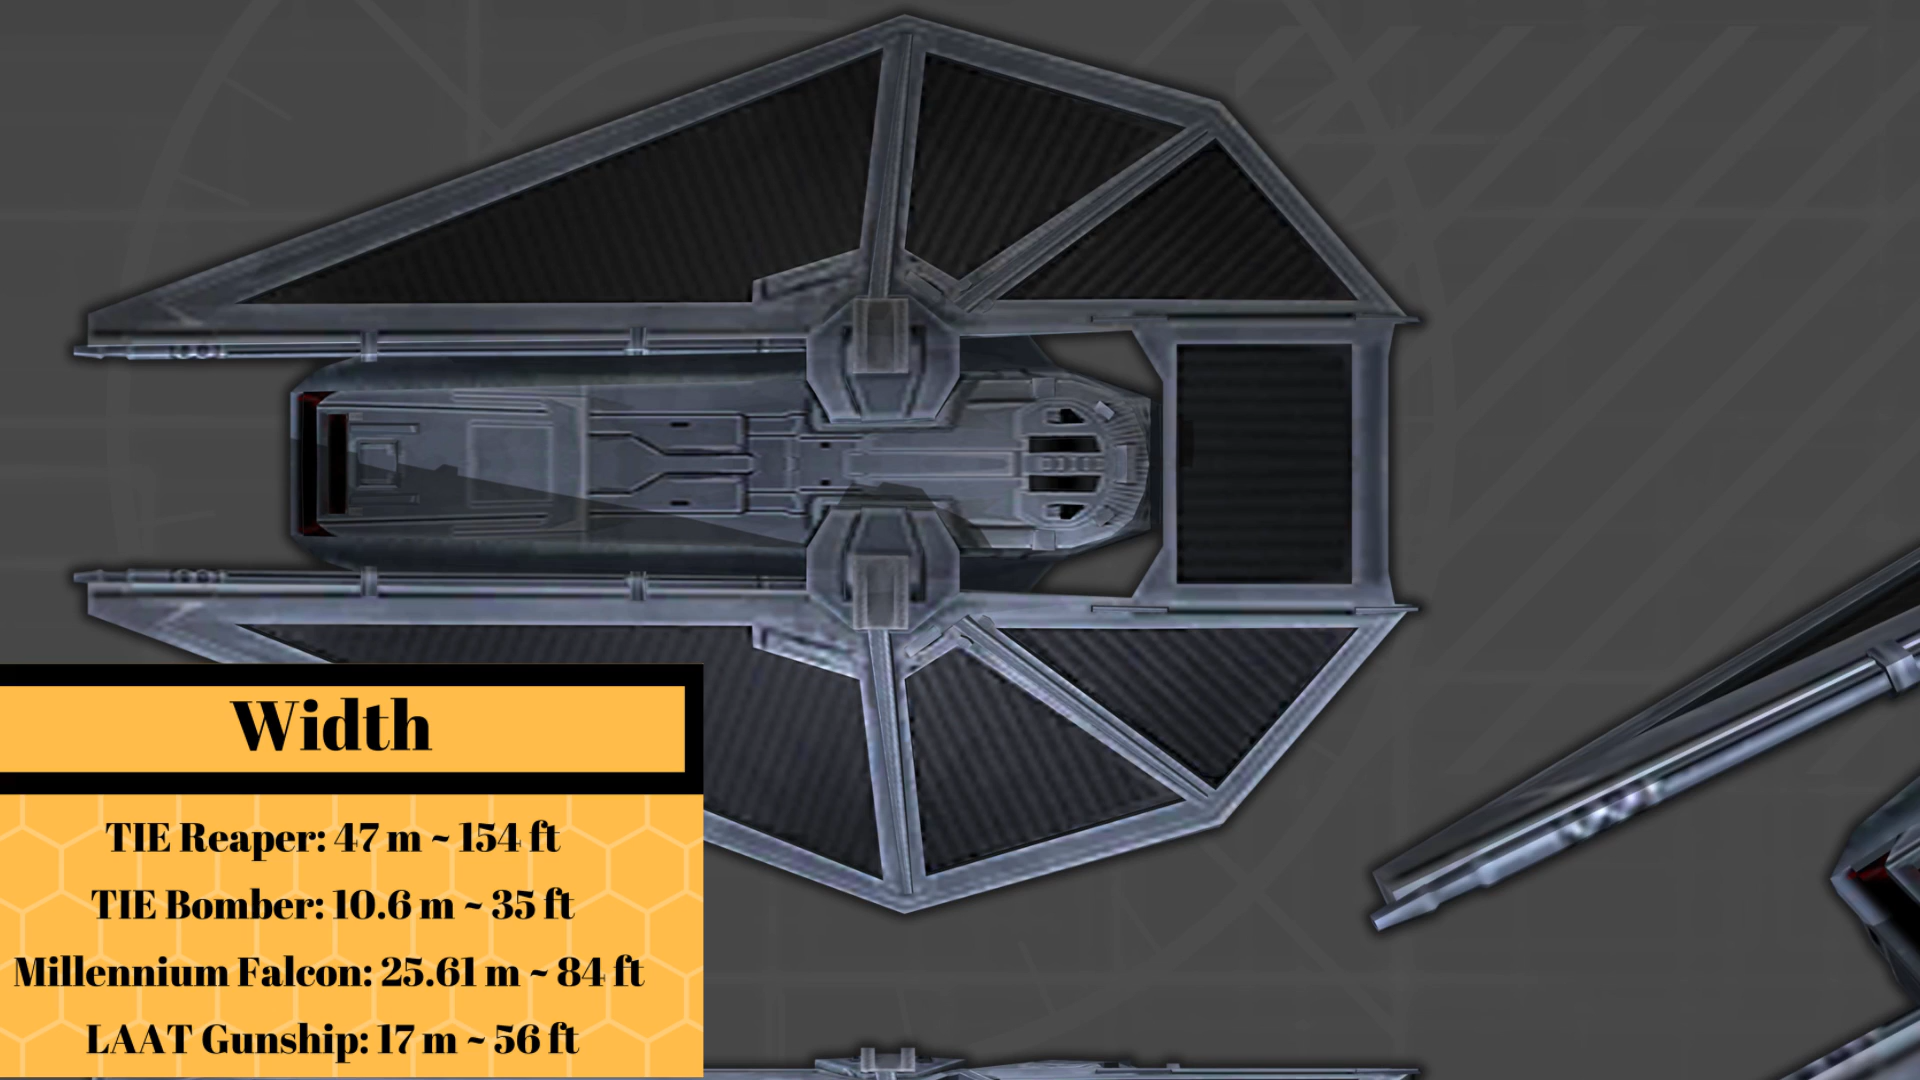 Width
TIE Reaper: 47 m ~ 154 ft
TIE Bomber: 10.6 m ~ 35 ft
Millennium Falcon: 25.61 m ~ 84 ft
LAAT Gunship: 17 m ~ 56 ft